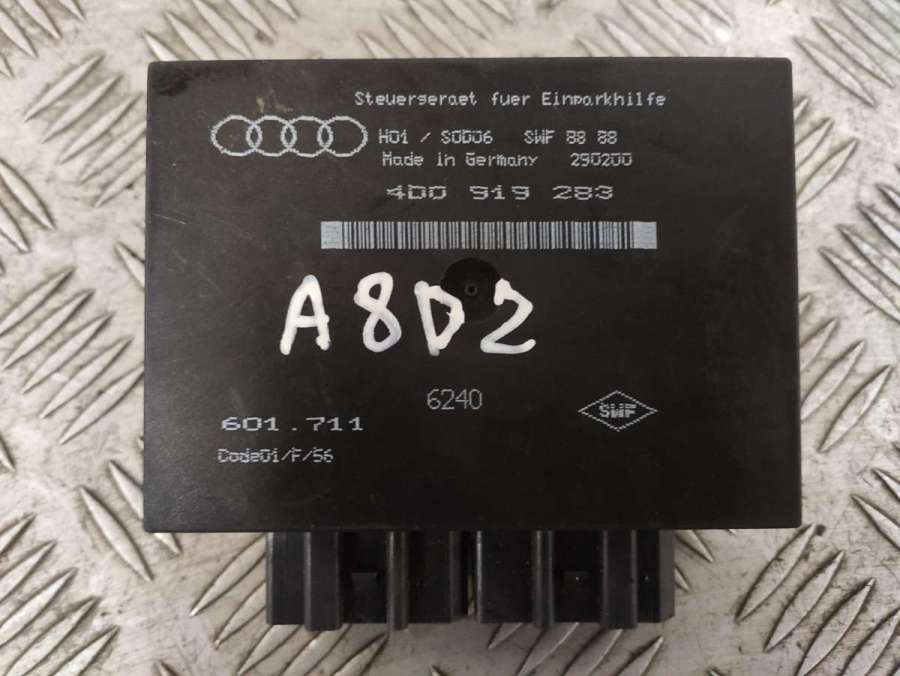 Steuergeraet fuer Einparkhilfe
H01 / S0006 SWF 88 88
Made in Germany 290200
4D0 919 283
A8D2
6240
601.711
SWF
Code01/F/56